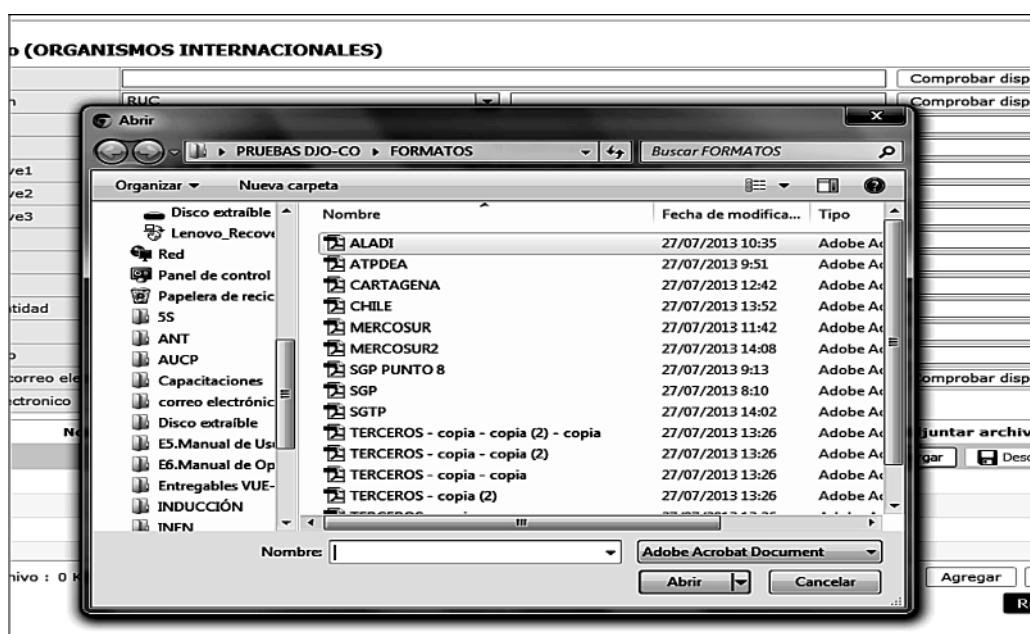 (ORGANISMOS INTERNACIONALES)
Comprobar disp
RUC
Comprobar disp
Abrir
PRUEBAS DJO-CO ▸ FORMATOS
Buscar FORMATOS
Organizar
Nueva carpeta
ve1
ve2
ve3
tidad
correo ele
ectronico
Disco extraíble
Lenovo_Recove
Red
Panel de control
Papelera de recic
5S
ANT
AUCP
Capacitaciones
correo electrónic
Disco extraíble
E5.Manual de Usu
E6.Manual de Op
Entregables VUE-
INDUCCIÓN
INEN
Nombre Fecha de modifica... Tipo
ALADI 27/07/2013 10:35 Adobe Ac
ATPDEA 27/07/2013 9:51 Adobe Ac
CARTAGENA 27/07/2013 12:42 Adobe Ac
CHILE 27/07/2013 13:52 Adobe Ac
MERCOSUR 27/07/2013 11:42 Adobe Ac
MERCOSUR2 27/07/2013 14:08 Adobe Ac
SGP PUNTO 8 27/07/2013 9:13 Adobe Ac
SGP 27/07/2013 8:10 Adobe Ac
SGTP 27/07/2013 14:02 Adobe Ac
TERCEROS - copia - copia (2) - copia 27/07/2013 13:26 Adobe Ac
TERCEROS - copia - copia (2) 27/07/2013 13:26 Adobe Ac
TERCEROS - copia - copia 27/07/2013 13:26 Adobe Ac
TERCEROS - copia (2) 27/07/2013 13:26 Adobe Ac
Comprobar disp
juntar archiv
gar
Desc
Nombre:
Adobe Acrobat Document
Abrir
Cancelar
hivo : 0 K
Agregar
R